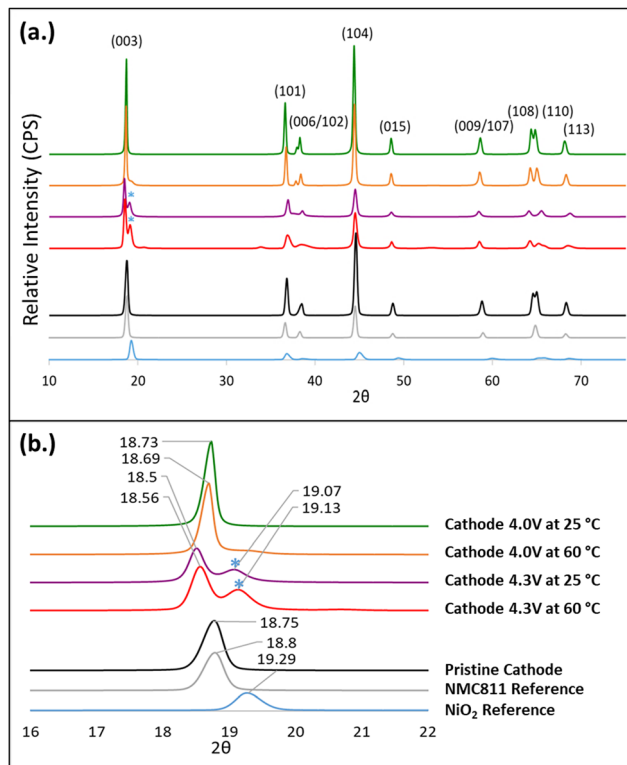 (a.)
(003)
(104)
(101)
(006/102)
(015)
(009/107)
(108) (110)
(113)
*
*
Relative Intensity (CPS)
10 20 30 40 50 60 70
2θ
(b.)
18.73
18.69
18.5
18.56
19.07
19.13
*
*
Cathode 4.0V at 25 °C
Cathode 4.0V at 60 °C
Cathode 4.3V at 25 °C
Cathode 4.3V at 60 °C
18.75
18.8
19.29
Pristine Cathode
NMC811 Reference
NiO₂ Reference
16 17 18 19 20 21 22
2θ